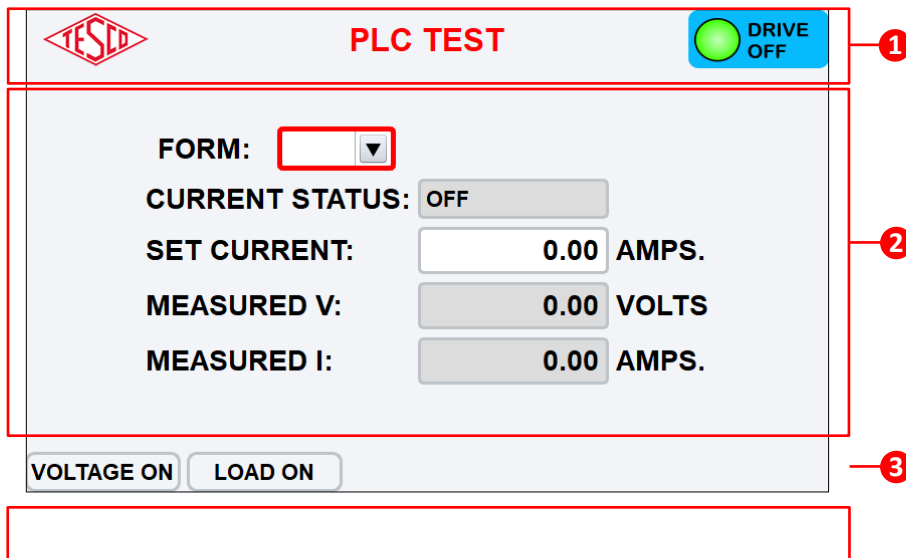 TESCO
PLC TEST
DRIVE
OFF
1
FORM: ▼
CURRENT STATUS: OFF
SET CURRENT: 0.00 AMPS.
2
MEASURED V: 0.00 VOLTS
MEASURED I: 0.00 AMPS.
VOLTAGE ON LOAD ON
3